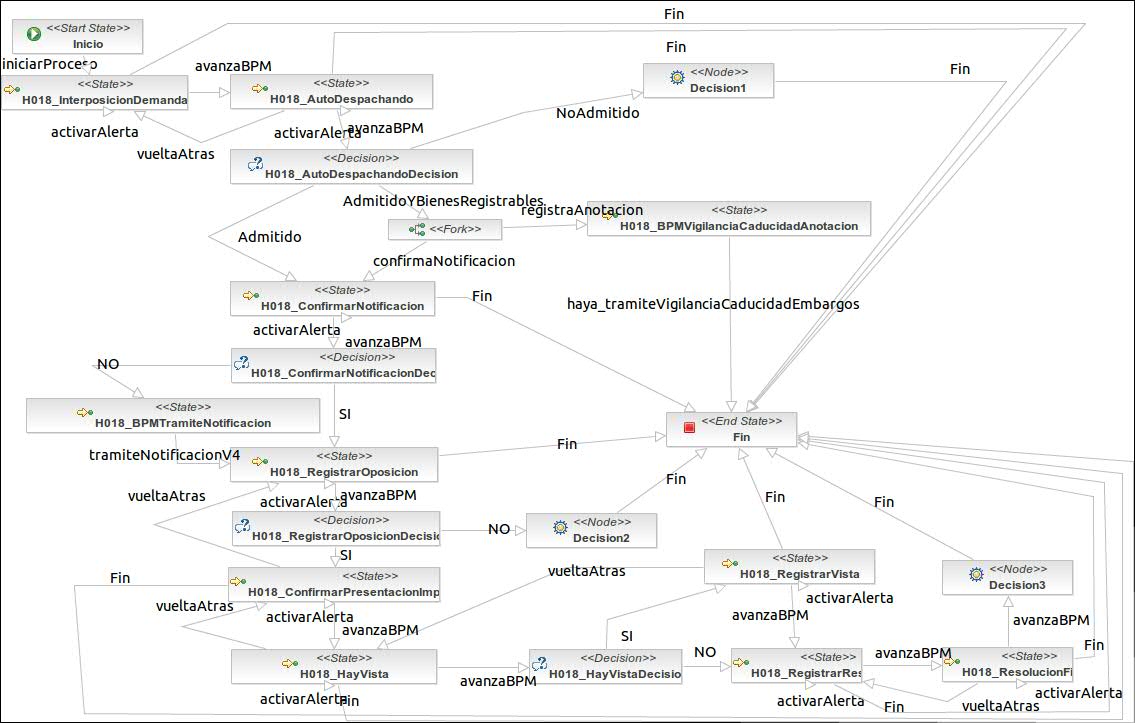 Fin
<<Start State>>
Inicio
Fin
iniciarProceso
avanzaBPM
Fin
<<State>>
H018_InterposicionDemanda
<<State>>
H018_AutoDespachando
<<Node>>
Decision1
activarAlerta
activarAlerta
avanzaBPM
NoAdmitido
vueltaAtras
<<Decision>>
H018_AutoDespachandoDecision
AdmitidoYBienesRegistrables
registraAnotacion
<<State>>
H018_BPMVigilanciaCaducidadAnotacion
Admitido
<<Fork>>
confirmaNotificacion
<<State>>
H018_ConfirmarNotificacion
Fin
haya_tramiteVigilanciaCaducidadEmbargos
activarAlerta
avanzaBPM
NO
<<Decision>>
H018_ConfirmarNotificacionDec
<<State>>
H018_BPMTramiteNotificacion
SI
<<End State>>
Fin
tramiteNotificacionV4
<<State>>
H018_RegistrarOposicion
Fin
vueltaAtras
activarAlerta
avanzaBPM
Fin
Fin
Fin
<<Decision>>
H018_RegistrarOposicionDecisio
NO
<<Node>>
Decision2
SI
<<State>>
H018_ConfirmarPresentacionImp
Fin
vueltaAtras
vueltaAtras
<<State>>
H018_RegistrarVista
<<Node>>
Decision3
activarAlerta
avanzaBPM
avanzaBPM
activarAlerta
avanzaBPM
SI
Fin
<<State>>
H018_HayVista
avanzaBPM
<<Decision>>
H018_HayVistaDecisio
NO
<<State>>
H018_RegistrarRes
avanzaBPM
<<State>>
H018_ResolucionFi
activarAlerta
Fin
activarAlerta
Fin
vueltaAtras
activarAlerta